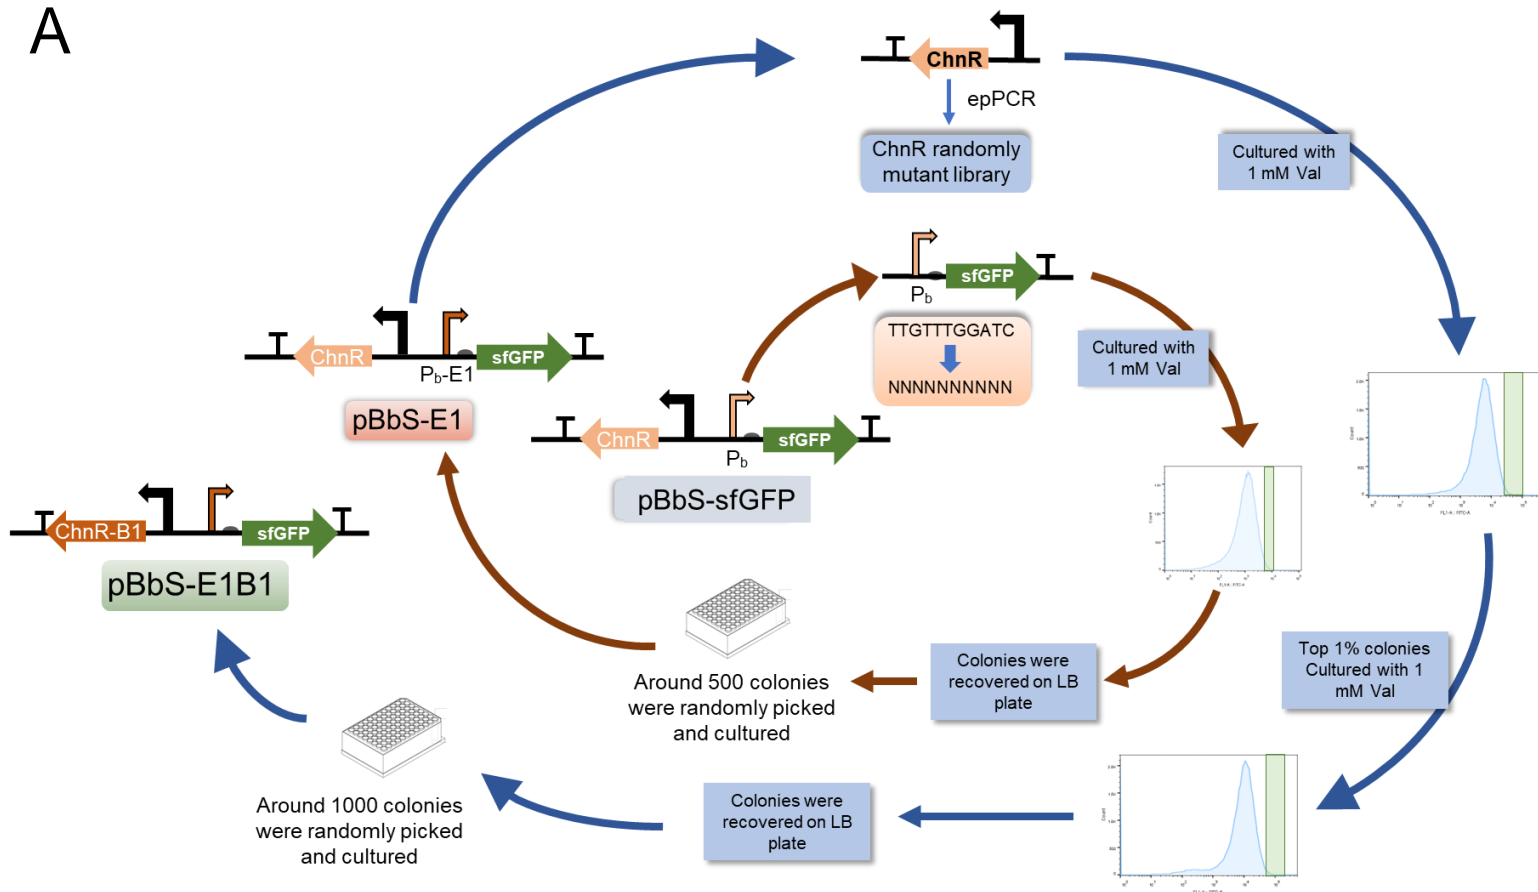 A
ChnR
epPCR
ChnR randomly
mutant library
Cultured with
1 mM Val
sfGFP
Pb
TTGTTTGGATC
NNNNNNNNNN
Cultured with
1 mM Val
ChnR
sfGFP
Pb-E1
pBbS-E1
ChnR
sfGFP
Pb
pBbS-sfGFP
ChnR-B1
sfGFP
pBbS-E1B1
Count
FL1-A :: FITC-A
Top 1% colonies
Cultured with 1
mM Val
Colonies were
recovered on LB
plate
Around 500 colonies
were randomly picked
and cultured
Colonies were
recovered on LB
plate
Around 1000 colonies
were randomly picked
and cultured